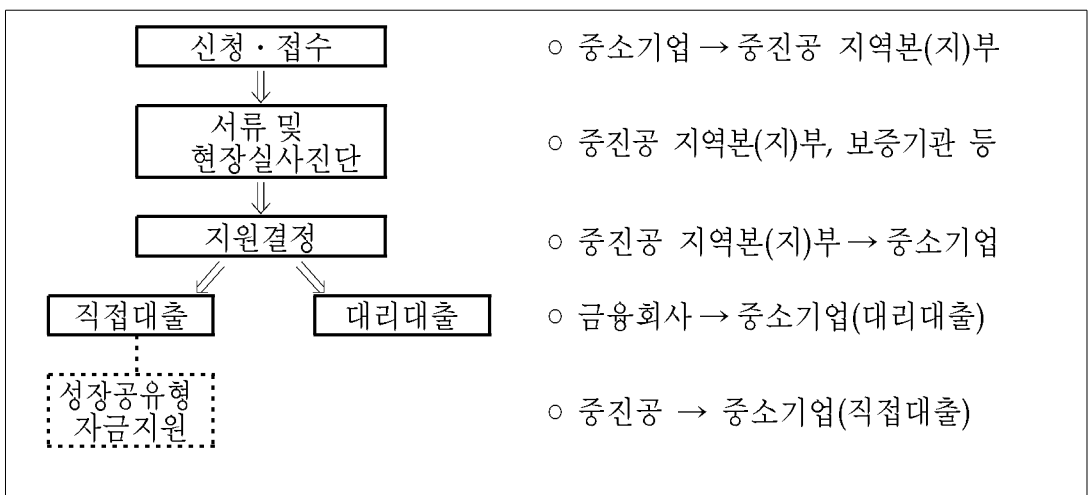 신청・접수
○ 중소기업 → 중진공 지역본(지)부
서류 및
현장실사진단
○ 중진공 지역본(지)부, 보증기관 등
지원결정
○ 중진공 지역본(지)부 → 중소기업
직접대출
대리대출
○ 금융회사 → 중소기업(대리대출)
성장공유형
자금지원
○ 중진공 → 중소기업(직접대출)